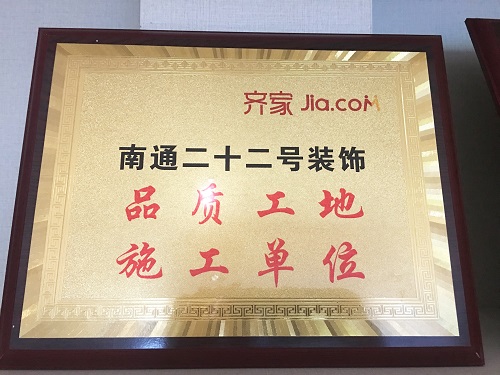 齐家 Jia.com
南通二十二号装饰
品质工地
施工单位